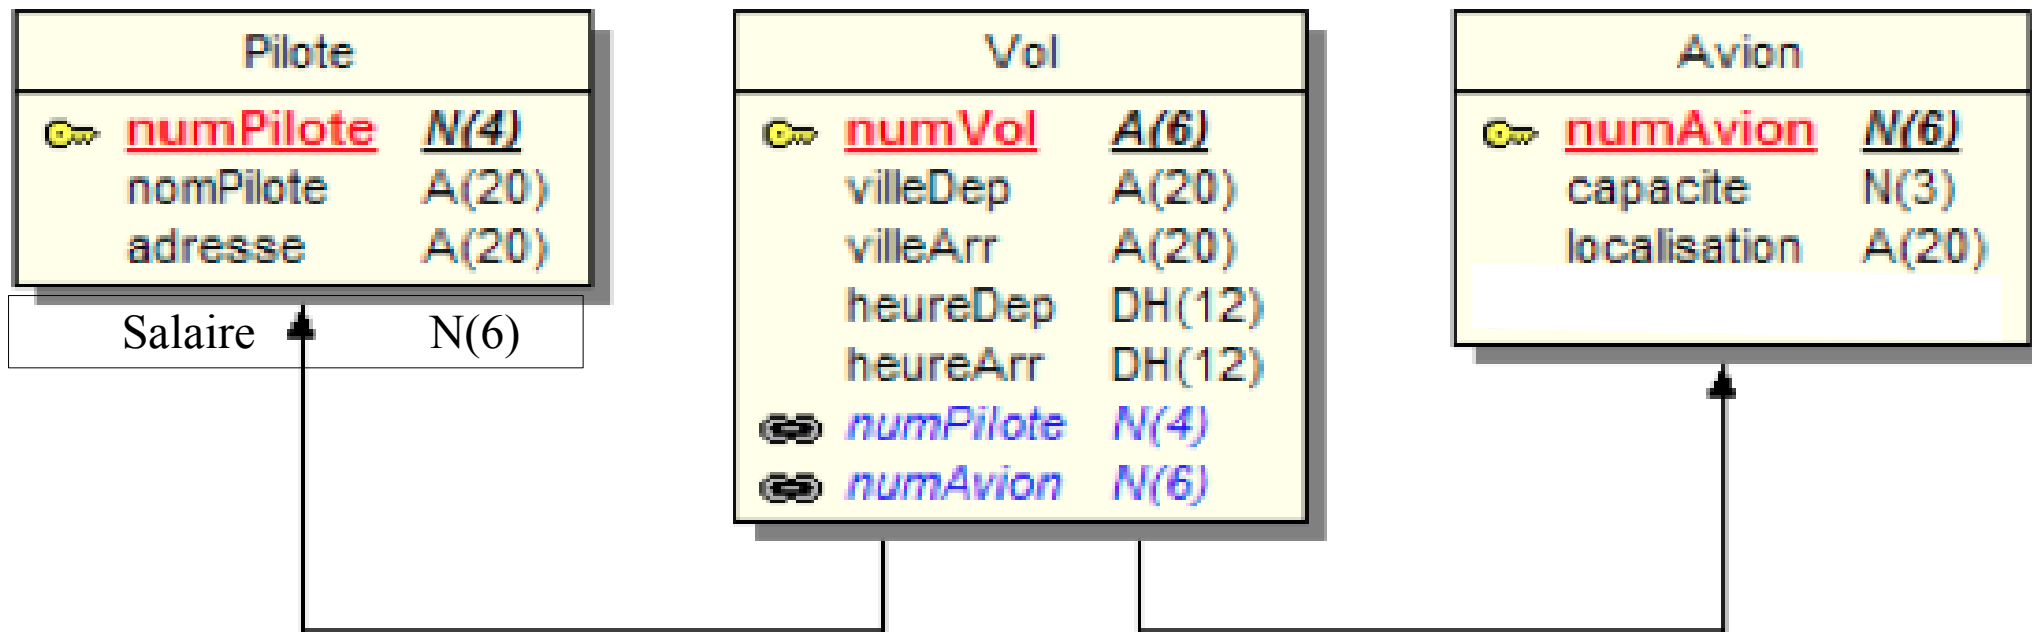 Pilote
numPilote N(4)
nomPilote A(20)
adresse A(20)
Salaire N(6)
Vol
numVol A(6)
villeDep A(20)
villeArr A(20)
heureDep DH(12)
heureArr DH(12)
numPilote N(4)
numAvion N(6)
Avion
numAvion N(6)
capacite N(3)
localisation A(20)